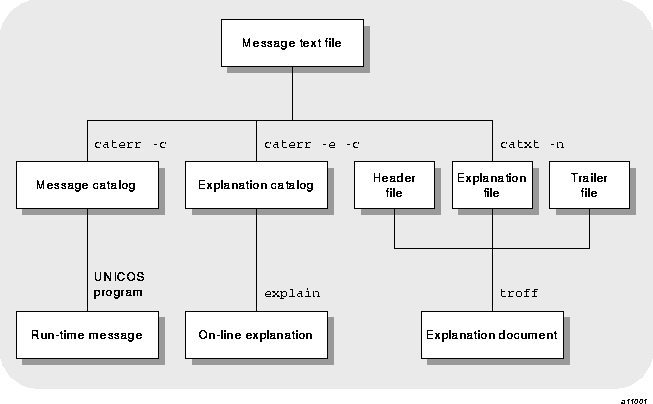 Message text file
caterr -c
caterr -e -c
catxt -n
Message catalog
Explanation catalog
Header
file
Explanation
file
Trailer
file
UNICOS
program
explain
troff
Run-time message
On-line explanation
Explanation document
a11001